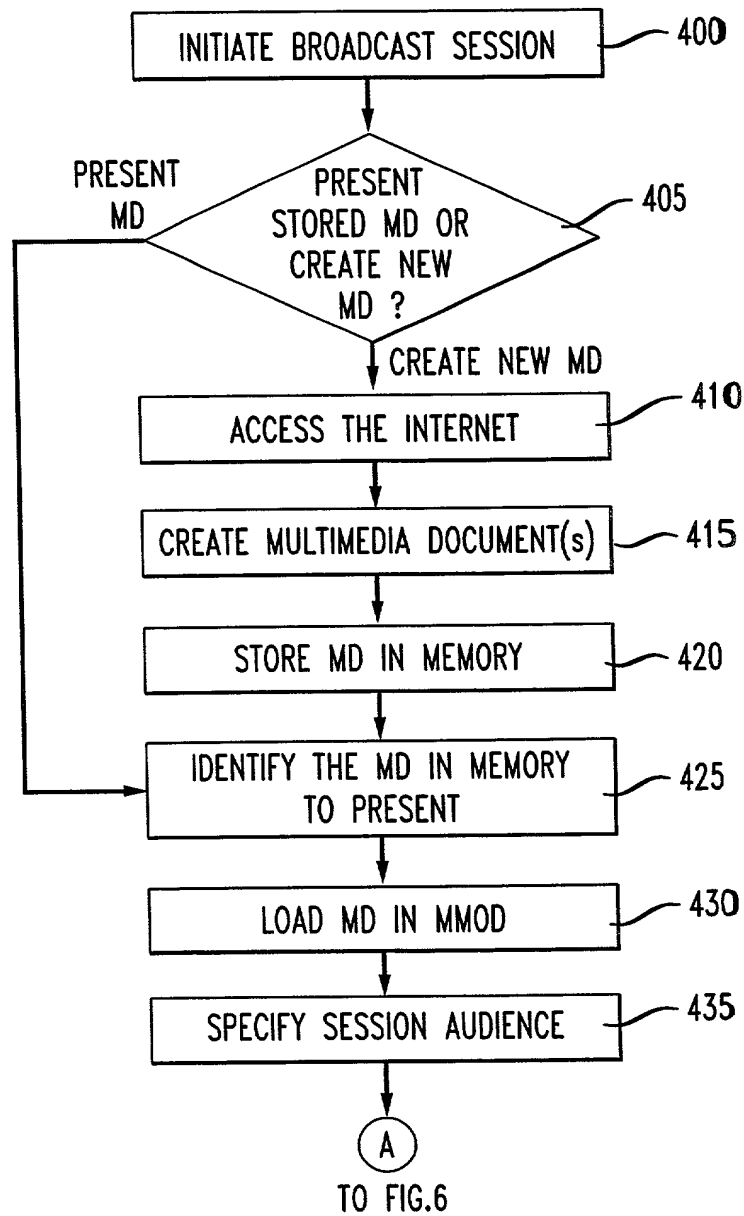 INITIATE BROADCAST SESSION
400
PRESENT
MD
PRESENT
STORED MD OR
CREATE NEW
MD ?
405
CREATE NEW MD
ACCESS THE INTERNET
410
CREATE MULTIMEDIA DOCUMENT(s)
415
STORE MD IN MEMORY
420
IDENTIFY THE MD IN MEMORY
TO PRESENT
425
LOAD MD IN MMOD
430
SPECIFY SESSION AUDIENCE
435
A
TO FIG.6